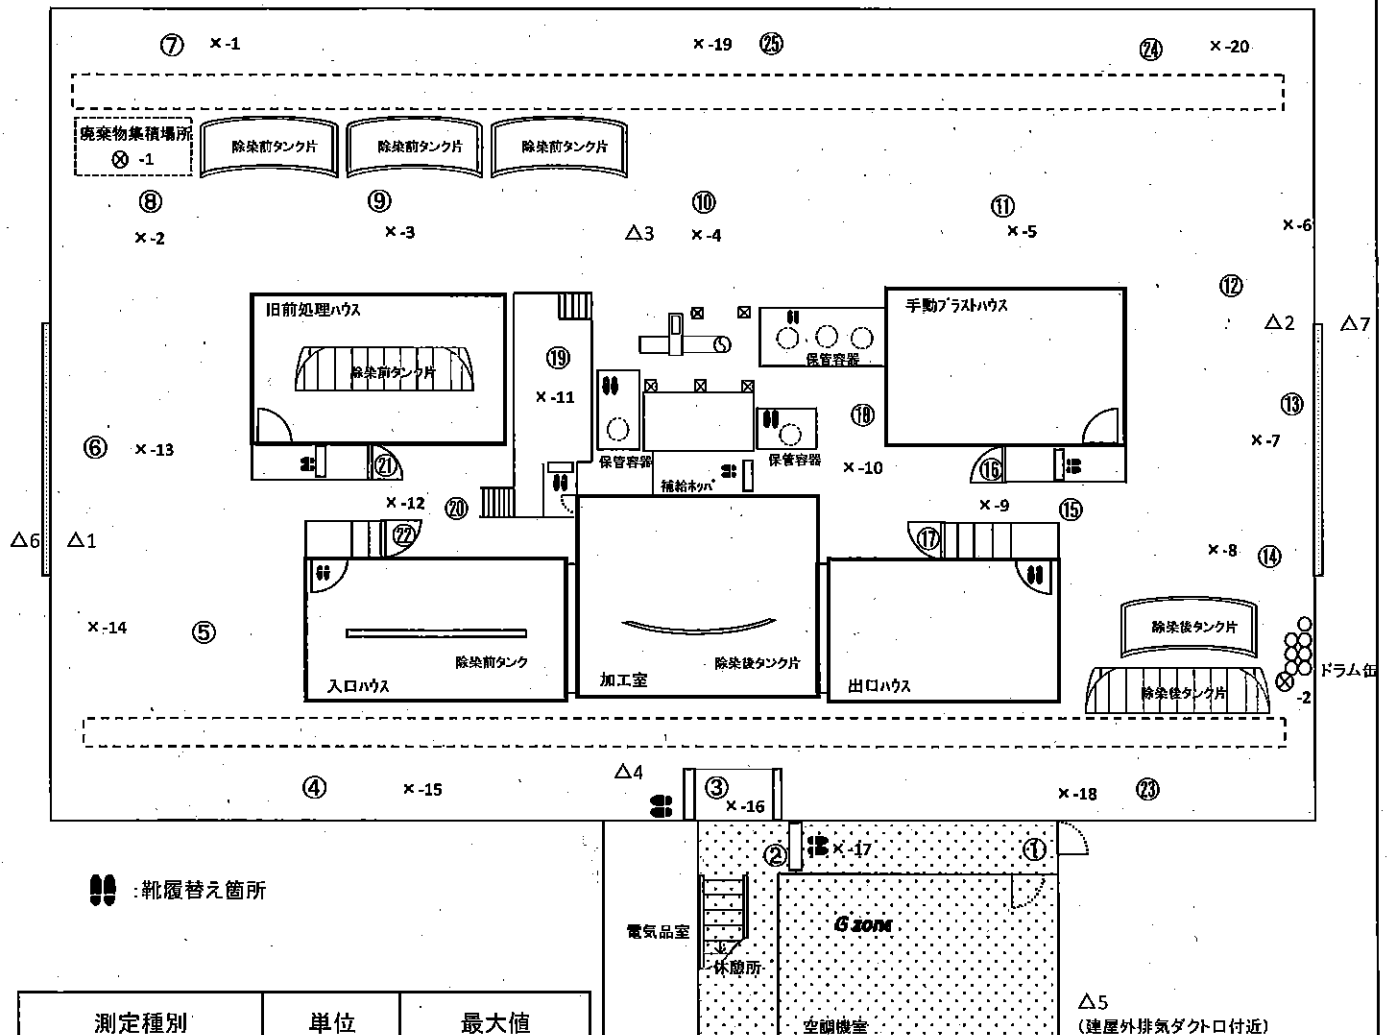 ⑦ ×-1 ×-19 ㉕ ㉔ ×-20
廃棄物集積場所
⊗ -1
除染前タンク片 除染前タンク片 除染前タンク片
⑧ ⑨ ⑩ ⑪
×-2 ×-3 △3 ×-4 ×-5 ×-6
⑫
旧前処理ハウス 手動ブラストハウス
△2 △7
除染前タンク片 ⑲ 保管容器
×-11 ⑱ ⑬
⑥ ×-13 ×-7
㉑ 保管容器 保管容器 ×-10 ⑯
補給ホッパ
×-12 ⑳ ×-9 ⑮
△6 △1 ㉒ ⑰ ×-8 ⑭
×-14 ⑤ 除染後タンク片
ドラム缶
除染前タンク 除染後タンク片
入口ハウス 加工室 出口ハウス 除染後タンク片 ⊗
-2
④ ×-15 △4 ③ ×-16 ×-18 ㉓
② ×-17 ①
:靴履替え箇所
電気品室 G zone
休憩所
測定種別 単位 最大値
空調機室
△5
(建屋外排気ダクト口付近)